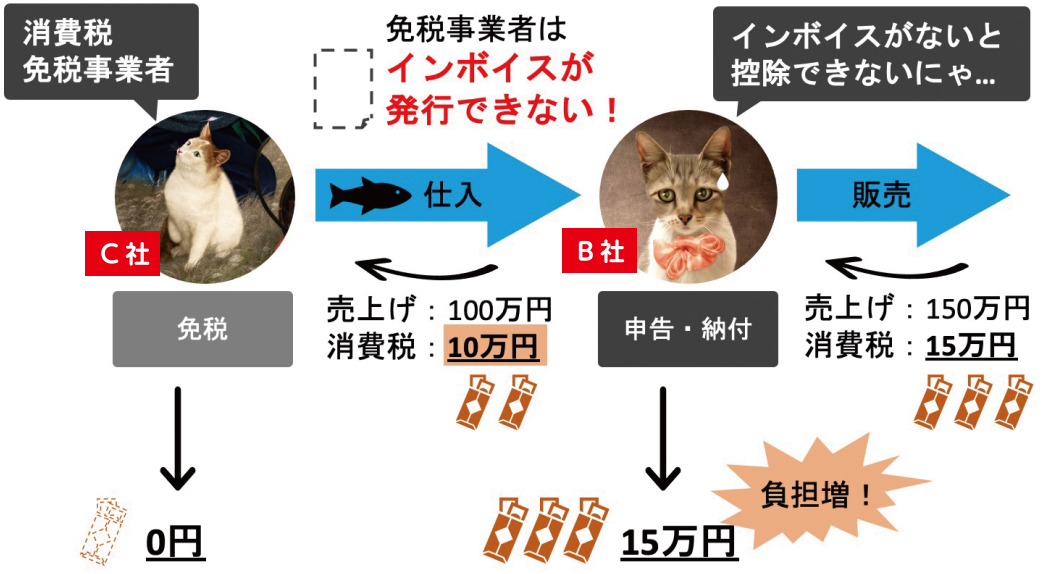 消費税
免税事業者
免税事業者は
インボイスが
発行できない！
インボイスがないと
控除できないにゃ…
仕入
販売
C社
B社
免税
売上げ：100万円
消費税：10万円
申告・納付
売上げ：150万円
消費税：15万円
0円
15万円
負担増！